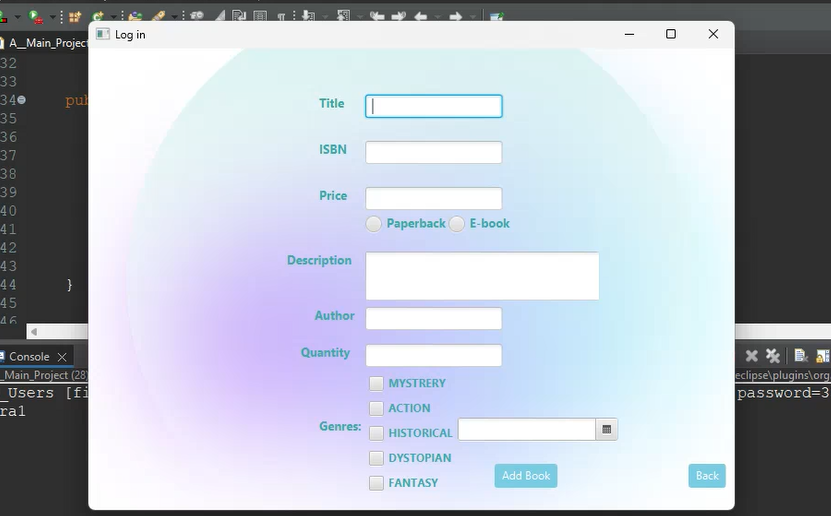 Log in
A__Main_Project
32
33
34
pub
35
36
37
38
39
40
41
42
43
44 }
45
46
Title
ISBN
Price
Paperback E-book
Description
Author
Quantity
MYSTRERY
ACTION
Genres: HISTORICAL
DYSTOPIAN
FANTASY
Add Book Back
Console
_Main_Project (28) eclipse\plugins\org
_Users [fi password=3
ra1